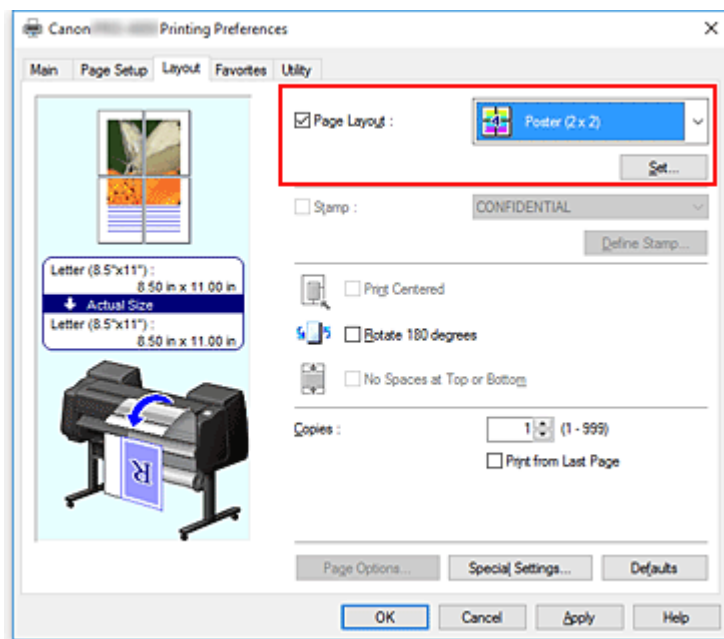 Canon Printing Preferences
Main Page Setup Layout Favorites Utility
Page Layout : 4 Poster (2 x 2)
Set...
Stamp : CONFIDENTIAL
Define Stamp...
Letter (8.5"x11") :
8.50 in x 11.00 in
Actual Size
Letter (8.5"x11") :
8.50 in x 11.00 in
R
Print Centered
Rotate 180 degrees
No Spaces at Top or Bottom
Copies : 1 (1 - 999)
Print from Last Page
Page Options... Special Settings... Defaults
OK Cancel Apply Help